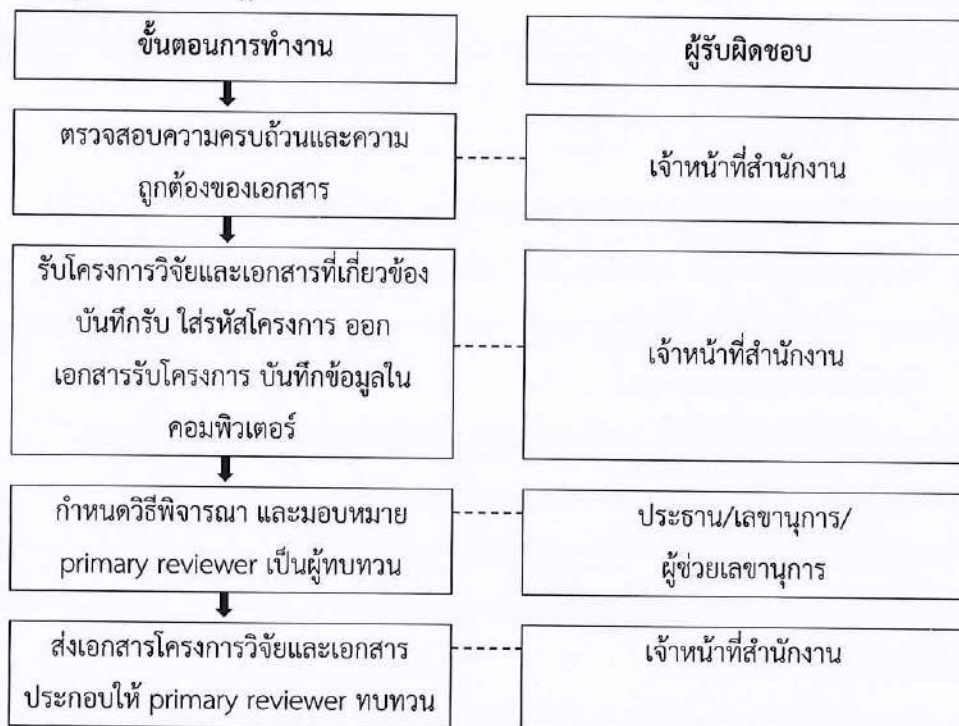 ขั้นตอนการทำงาน
ผู้รับผิดชอบ
ตรวจสอบความครบถ้วนและความ
ถูกต้องของเอกสาร
เจ้าหน้าที่สำนักงาน
รับโครงการวิจัยและเอกสารที่เกี่ยวข้อง
บันทึกรับ ใส่รหัสโครงการ ออก
เอกสารรับโครงการ บันทึกข้อมูลใน
คอมพิวเตอร์
เจ้าหน้าที่สำนักงาน
กำหนดวิธีพิจารณา และมอบหมาย
primary reviewer เป็นผู้ทบทวน
ประธาน/เลขานุการ/
ผู้ช่วยเลขานุการ
ส่งเอกสารโครงการวิจัยและเอกสาร
ประกอบให้ primary reviewer ทบทวน
เจ้าหน้าที่สำนักงาน